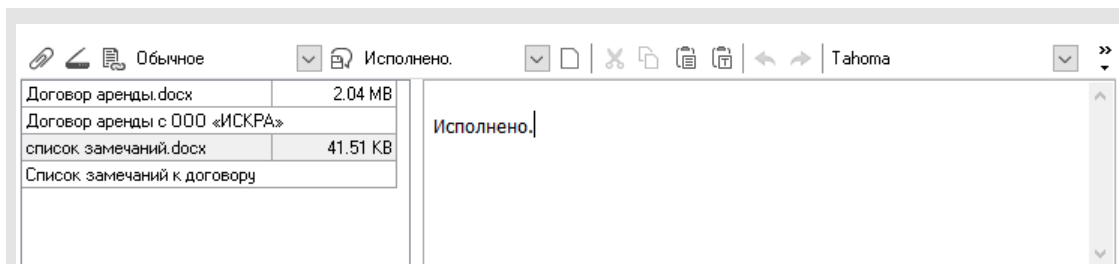 Обычное Исполнено. Tahoma
Договор аренды.docx 2.04 MB
Договор аренды с ООО «ИСКРА»
список замечаний.docx 41.51 KB
Список замечаний к договору
Исполнено.